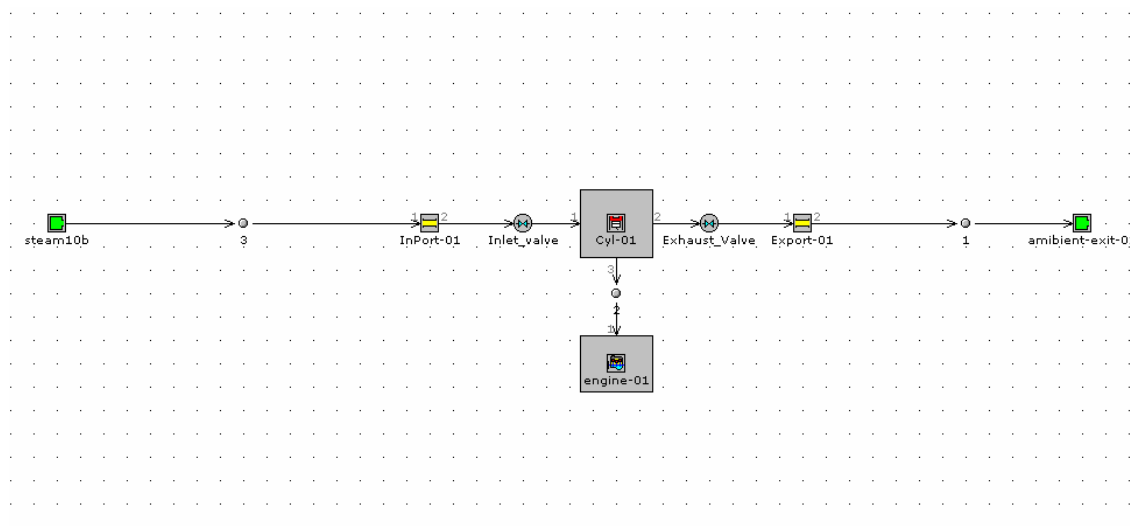 1 2 1 2 1 2
steam10b 3 InPort-01 Inlet_valve Cyl-01 Exhaust_Valve Export-01 1 amibient-exit-0
3
2
1
engine-01